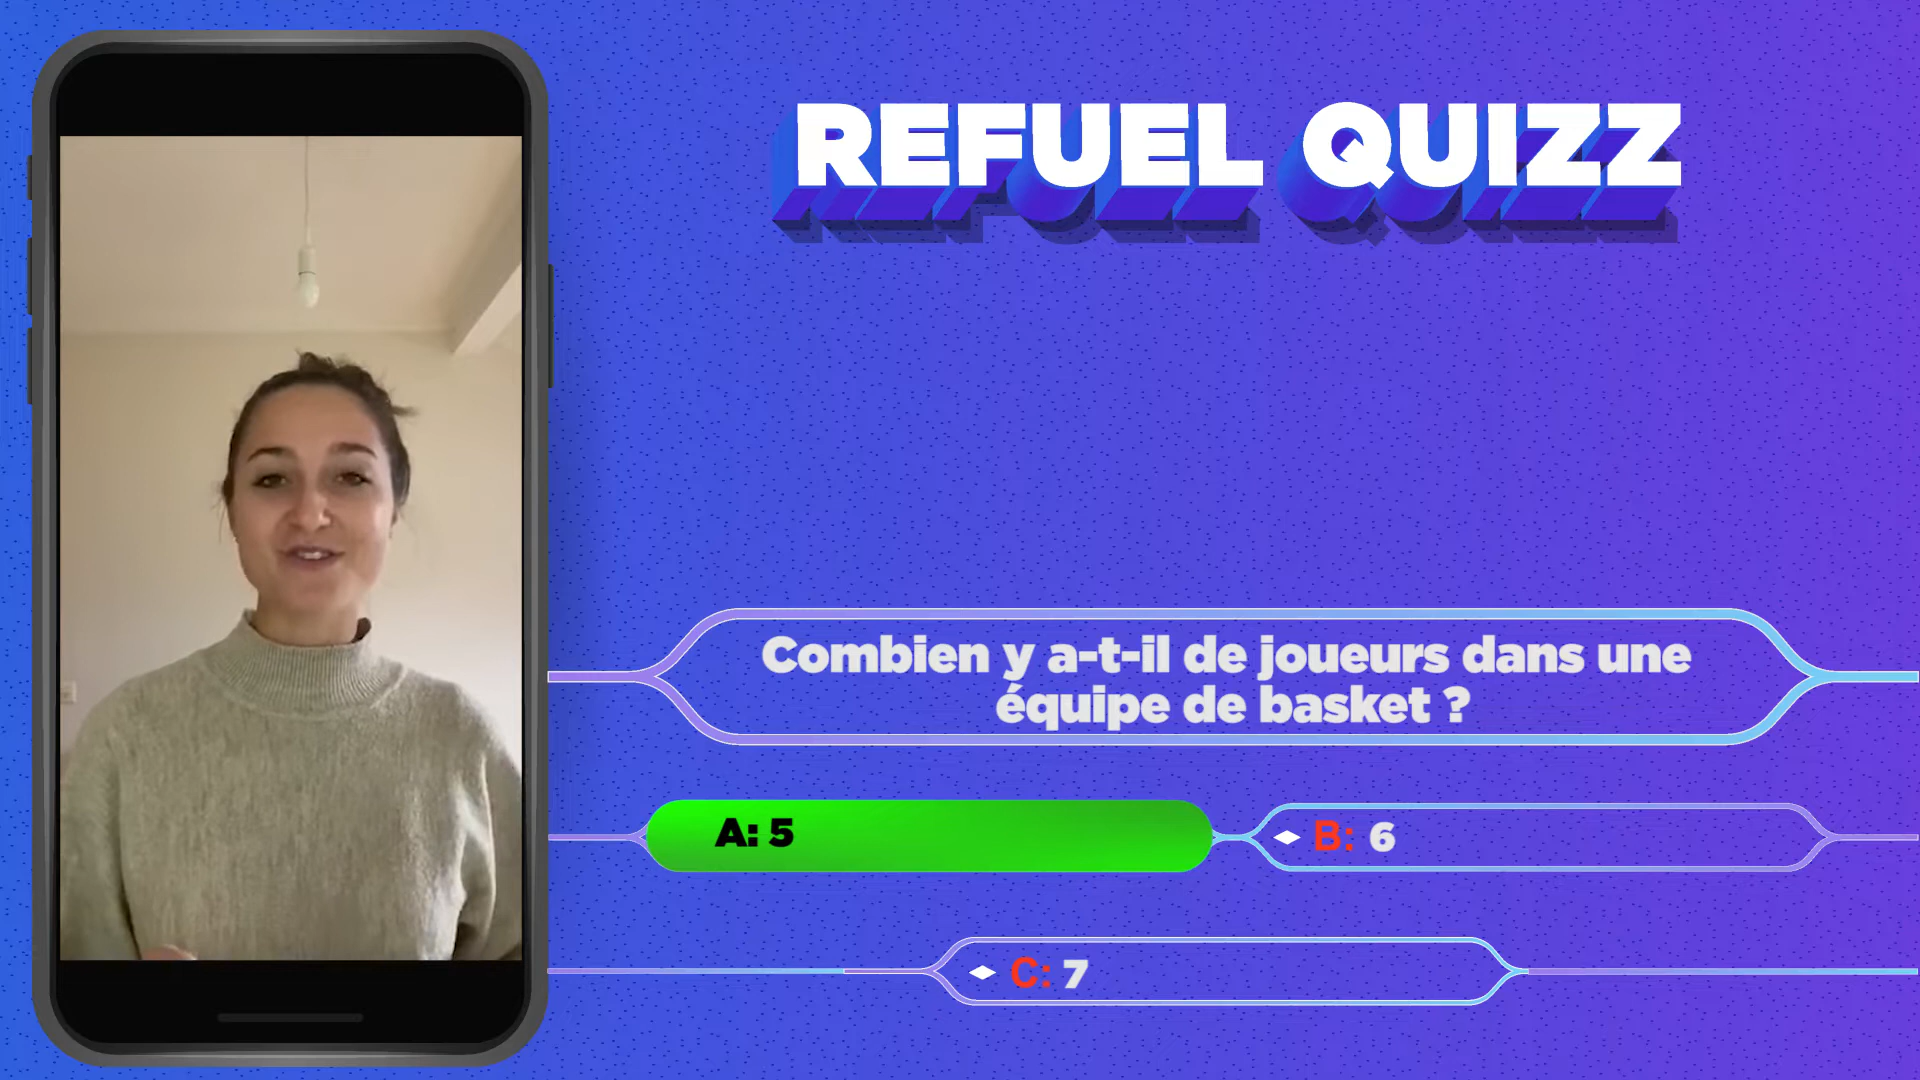 REFUEL QUIZZ
Combien y a-t-il de joueurs dans une
équipe de basket ?
A: 5
B: 6
C: 7